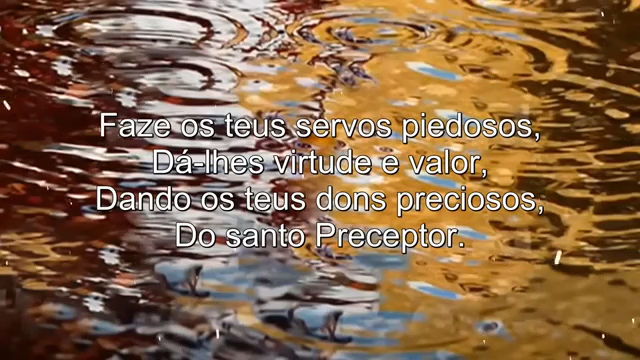 Faze os teus servos piedosos,
Dá-lhes virtude e valor,
Dando os teus dons preciosos,
Do santo Preceptor.